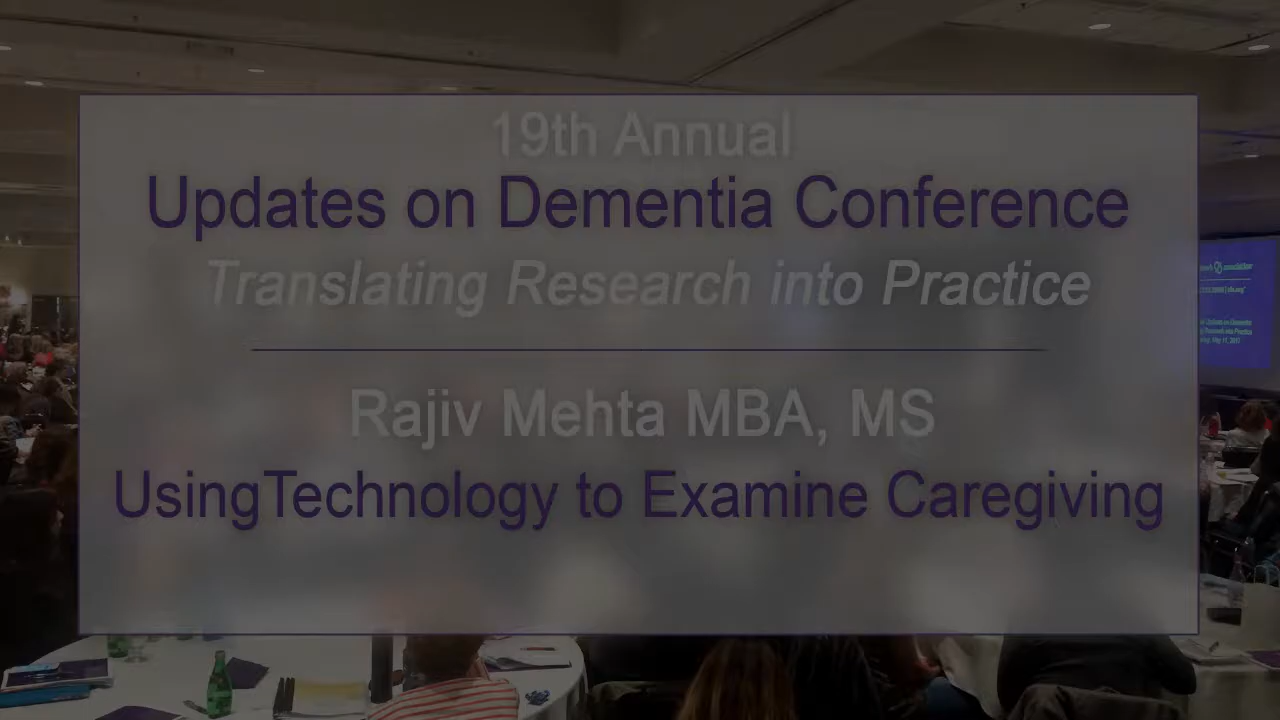 19th Annual
Updates on Dementia Conference
Translating Research into Practice
Rajiv Mehta MBA, MS
UsingTechnology to Examine Caregiving